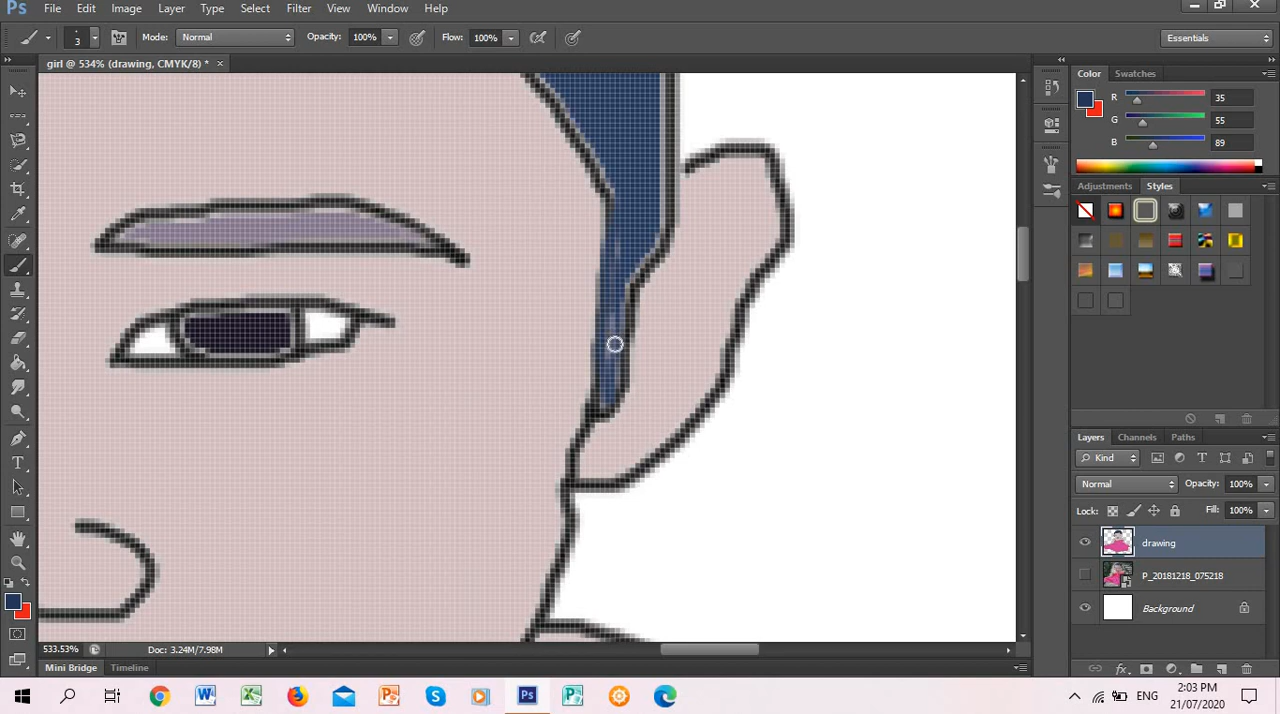 Ps File Edit Image Layer Type Select Filter View Window Help
3 Mode: Normal Opacity: 100% Flow: 100% Essentials
girl @ 534% (drawing, CMYK/8) * ×
Color Swatches
R 35
G 55
B 89
Adjustments Styles
Layers Channels Paths
Kind
Normal Opacity: 100%
Lock: Fill: 100%
drawing
P_20181218_075218
Background
533.53% Doc: 3.24M/7.98M
Mini Bridge Timeline
ENG 2:03 PM
21/07/2020